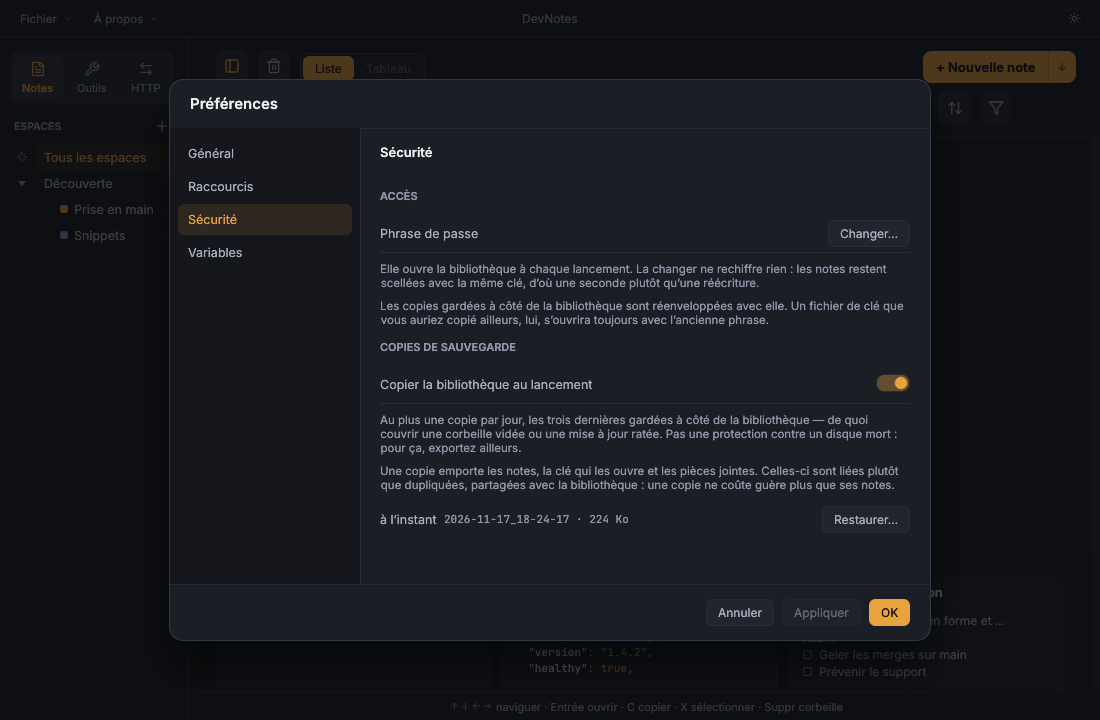 Fichier
À propos
DevNotes
Notes
Outils
HTTP
Liste
Tableau
+ Nouvelle note
ESPACES
Tous les espaces
Découverte
Prise en main
Snippets
Préférences
Général
Raccourcis
Sécurité
Variables
Sécurité
ACCÈS
Phrase de passe
Changer...
Elle ouvre la bibliothèque à chaque lancement. La changer ne rechiffre rien : les notes restent
scellées avec la même clé, d’où une seconde plutôt qu’une réécriture.
Les copies gardées à côté de la bibliothèque sont réenveloppées avec elle. Un fichier de clé que
vous auriez copié ailleurs, lui, s’ouvrira toujours avec l’ancienne phrase.
COPIES DE SAUVEGARDE
Copier la bibliothèque au lancement
Au plus une copie par jour, les trois dernières gardées à côté de la bibliothèque — de quoi
couvrir une corbeille vidée ou une mise à jour ratée. Pas une protection contre un disque mort :
pour ça, exportez ailleurs.
Une copie emporte les notes, la clé qui les ouvre et les pièces jointes. Celles-ci sont liées plutôt
que dupliquées, partagées avec la bibliothèque : une copie ne coûte guère plus que ses notes.
à l’instant 2026-11-17_18-24-17 · 224 Ko
Restaurer...
Annuler
Appliquer
OK
on
en forme et ...
"version": "1.4.2",
"healthy": true,
Geler les merges sur main
Prévenir le support
↑ ↓ ← → naviguer · Entrée ouvrir · C copier · X sélectionner · Suppr corbeille